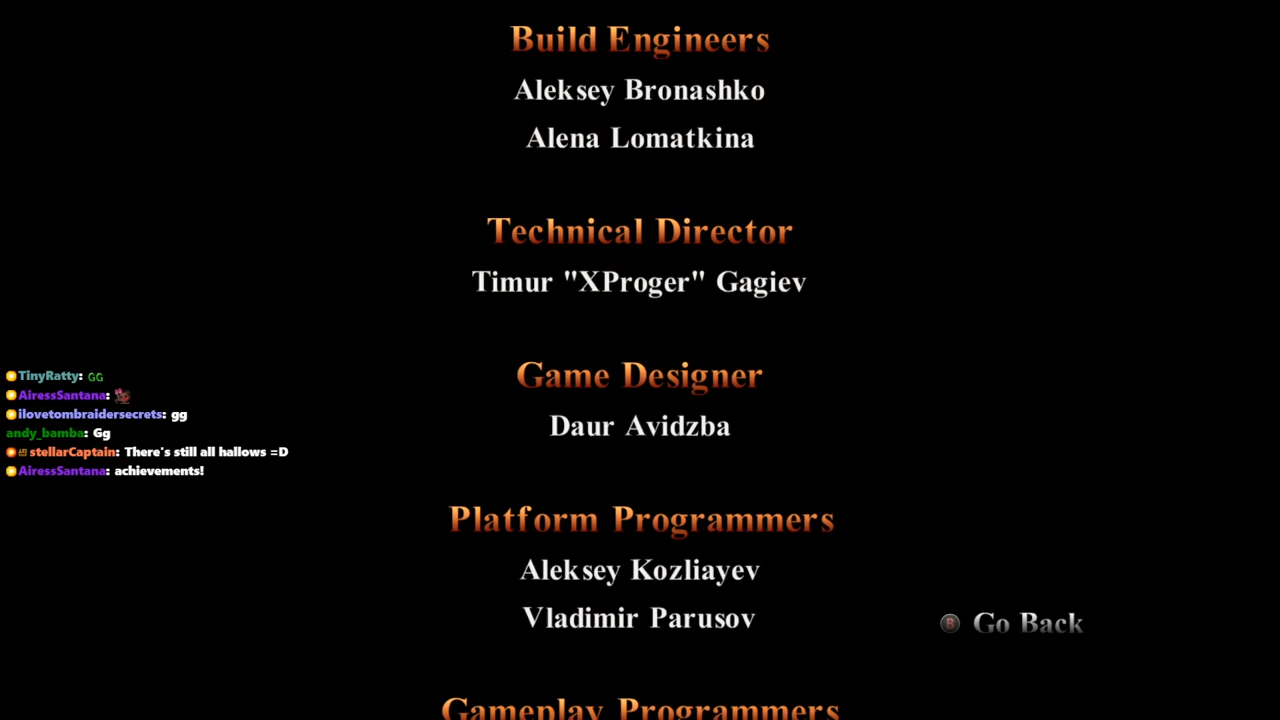 Build Engineers
Aleksey Bronashko
Alena Lomatkina
Technical Director
Timur "XProger" Gagiev
Game Designer
Daur Avidzba
Platform Programmers
Aleksey Kozliayev
Vladimir Parusov
Gameplay Programmers
TinyRatty: GG
AiressSantana:
ilovetombraidersecrets: gg
andy_bamba: Gg
stellarCaptain: There's still all hallows =D
AiressSantana: achievements!
B Go Back